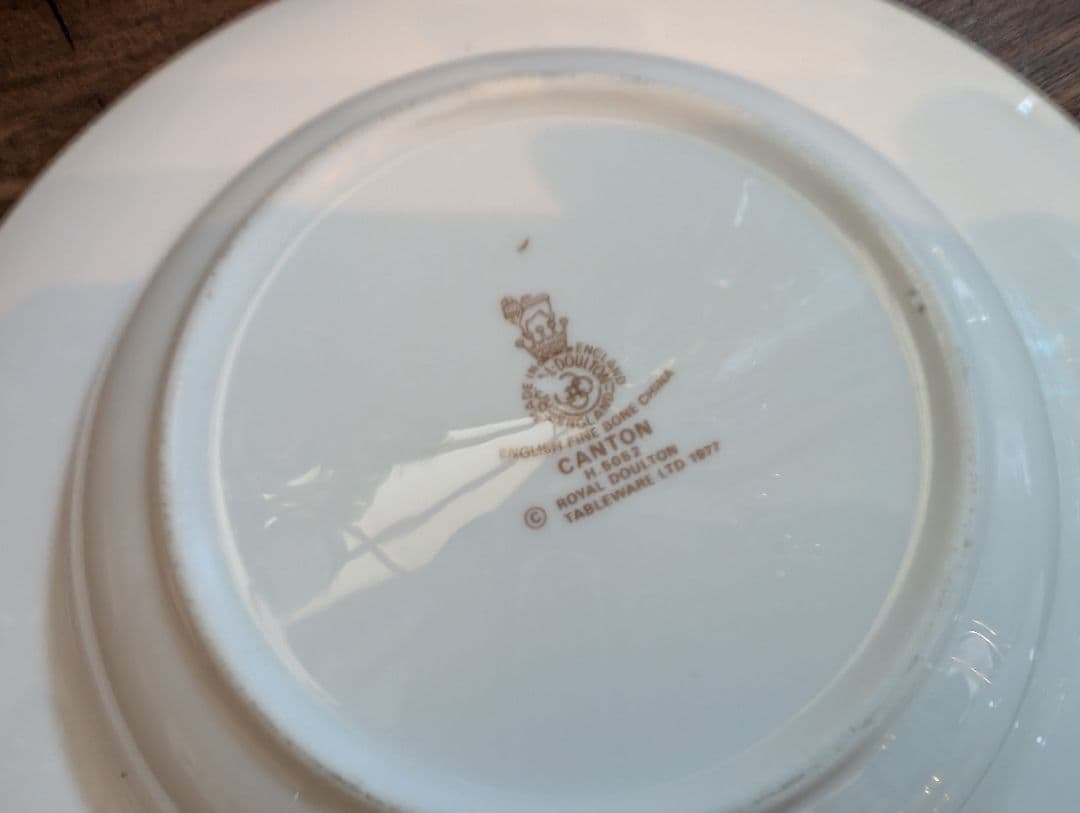 MADE IN ENGLAND
ROYAL DOULTON
ENGLAND
ENGLISH FINE BONE CHINA
CANTON
H 5052
© ROYAL DOULTON
TABLEWARE LTD 1977